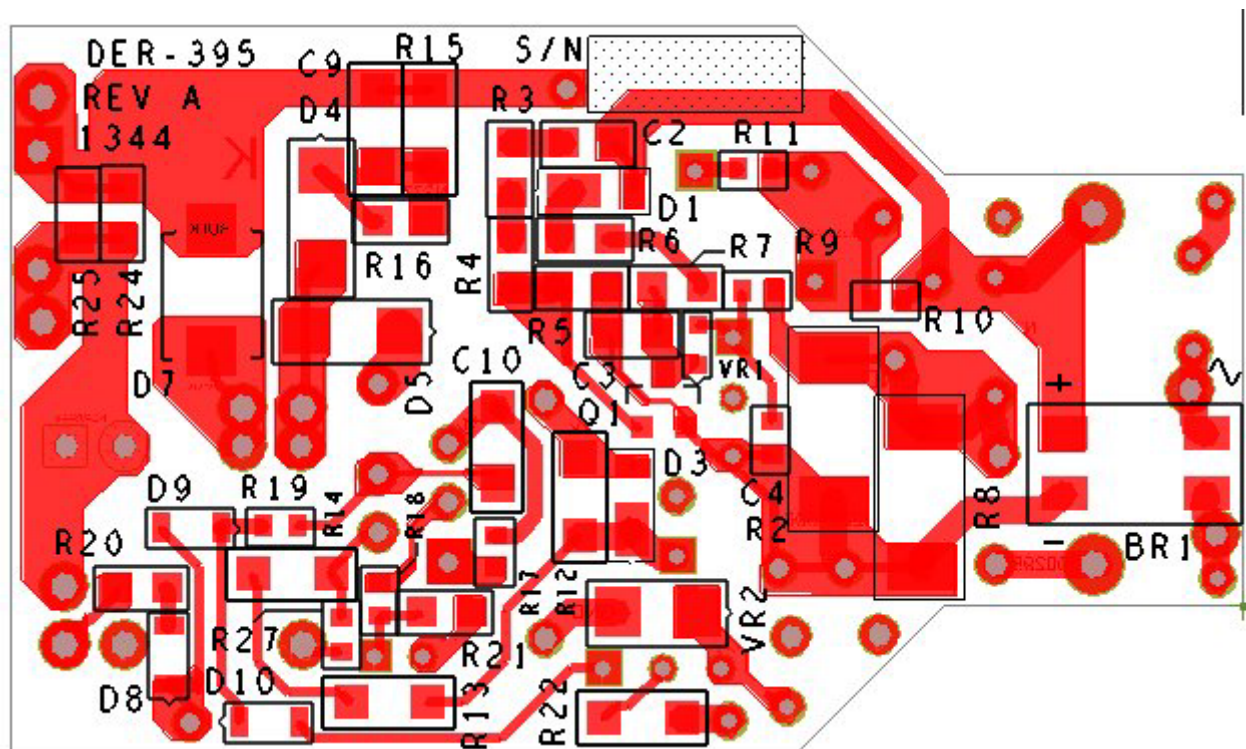 DER-395
REV A
1344
C9
R15
S/N
D4
R3
C2
R11
D1
R16
R4
R6
R7
R9
R25
R24
R5
R10
D7
D5
C10
C3
VR1
Q1
+
D3
C4
R2
R8
-
BR1
D9
R19
R14
R18
R20
R17
R12
R27
R21
VR2
D8
D10
R13
R22